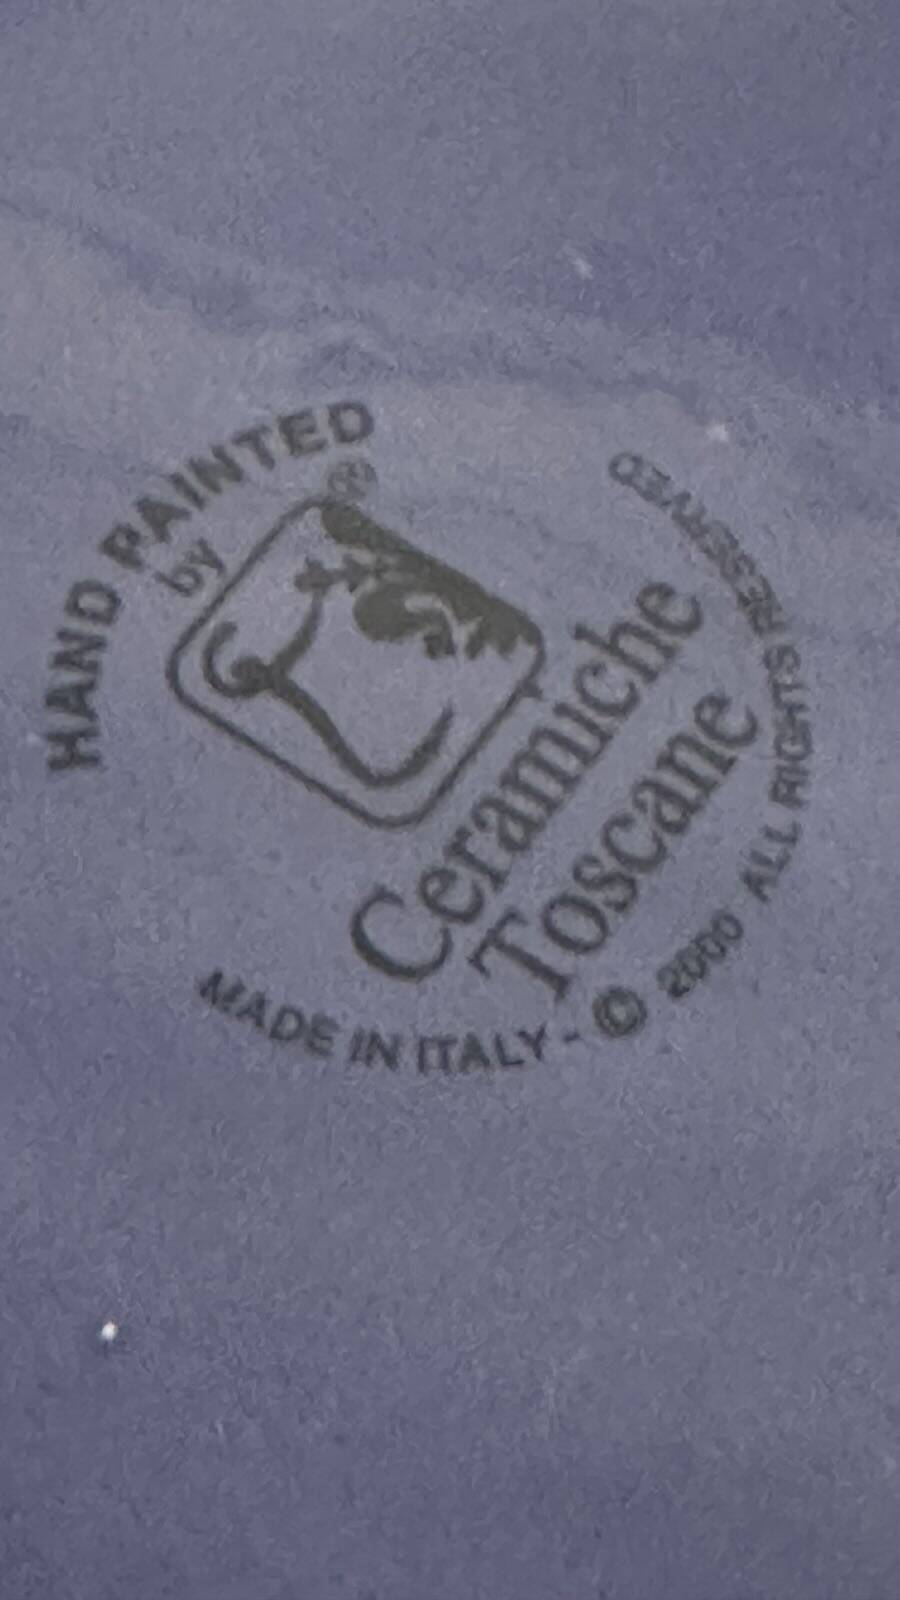 HAND PAINTED
by
®
Ceramiche
Toscane
MADE IN ITALY - © 2000 ALL RIGHTS RESERVED